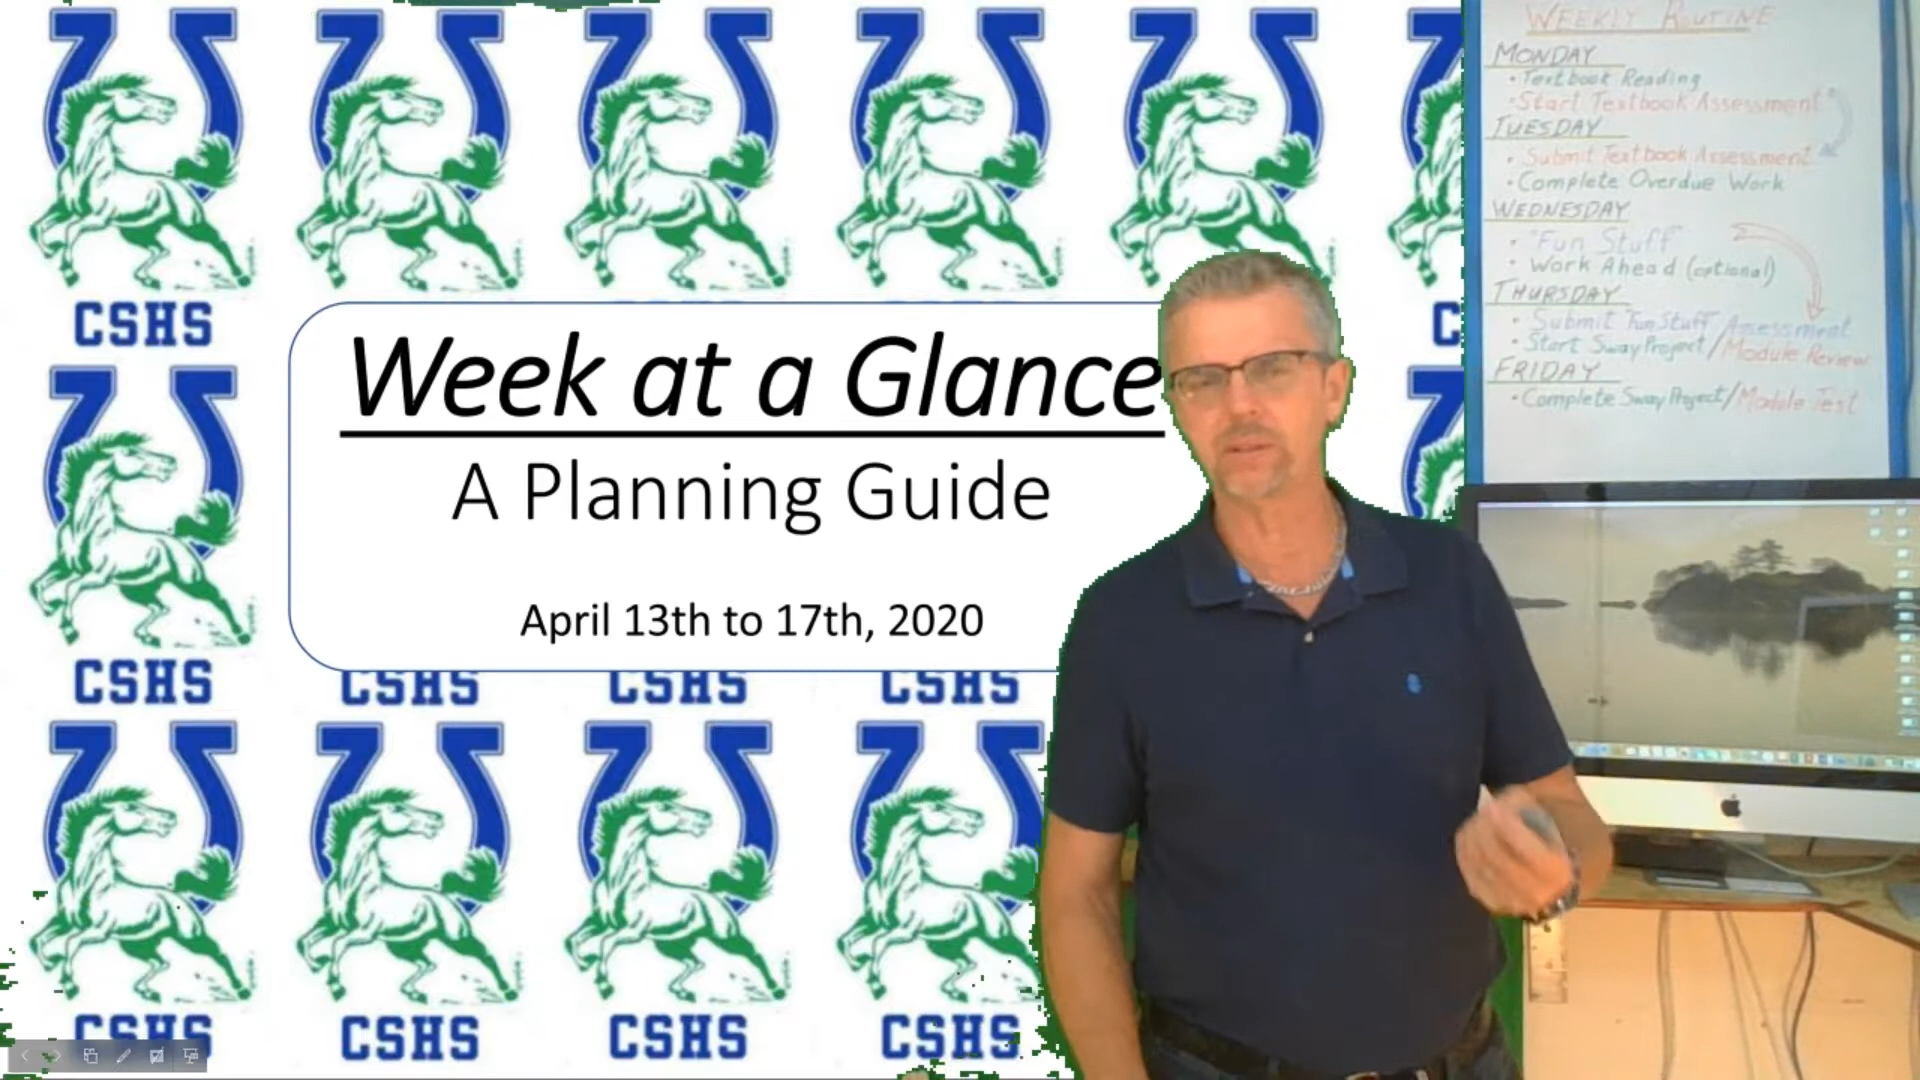 Week at a Glance
A Planning Guide
April 13th to 17th, 2020
CSHS
C
CSHS
CSHS
CSHS
CSHS
CSHS
CSHS
CSHS
CSHS
WEEKLY ROUTINE
MONDAY
• Textbook Reading
• Start Textbook Assessment
TUESDAY
• Submit Textbook Assessment
• Complete Overdue Work
WEDNESDAY
• "Fun Stuff"
• Work Ahead (optional)
THURSDAY
• Submit Fun Stuff Assessment
• Start Sway Project/Module Review
FRIDAY
• Complete Sway Project/Module Test